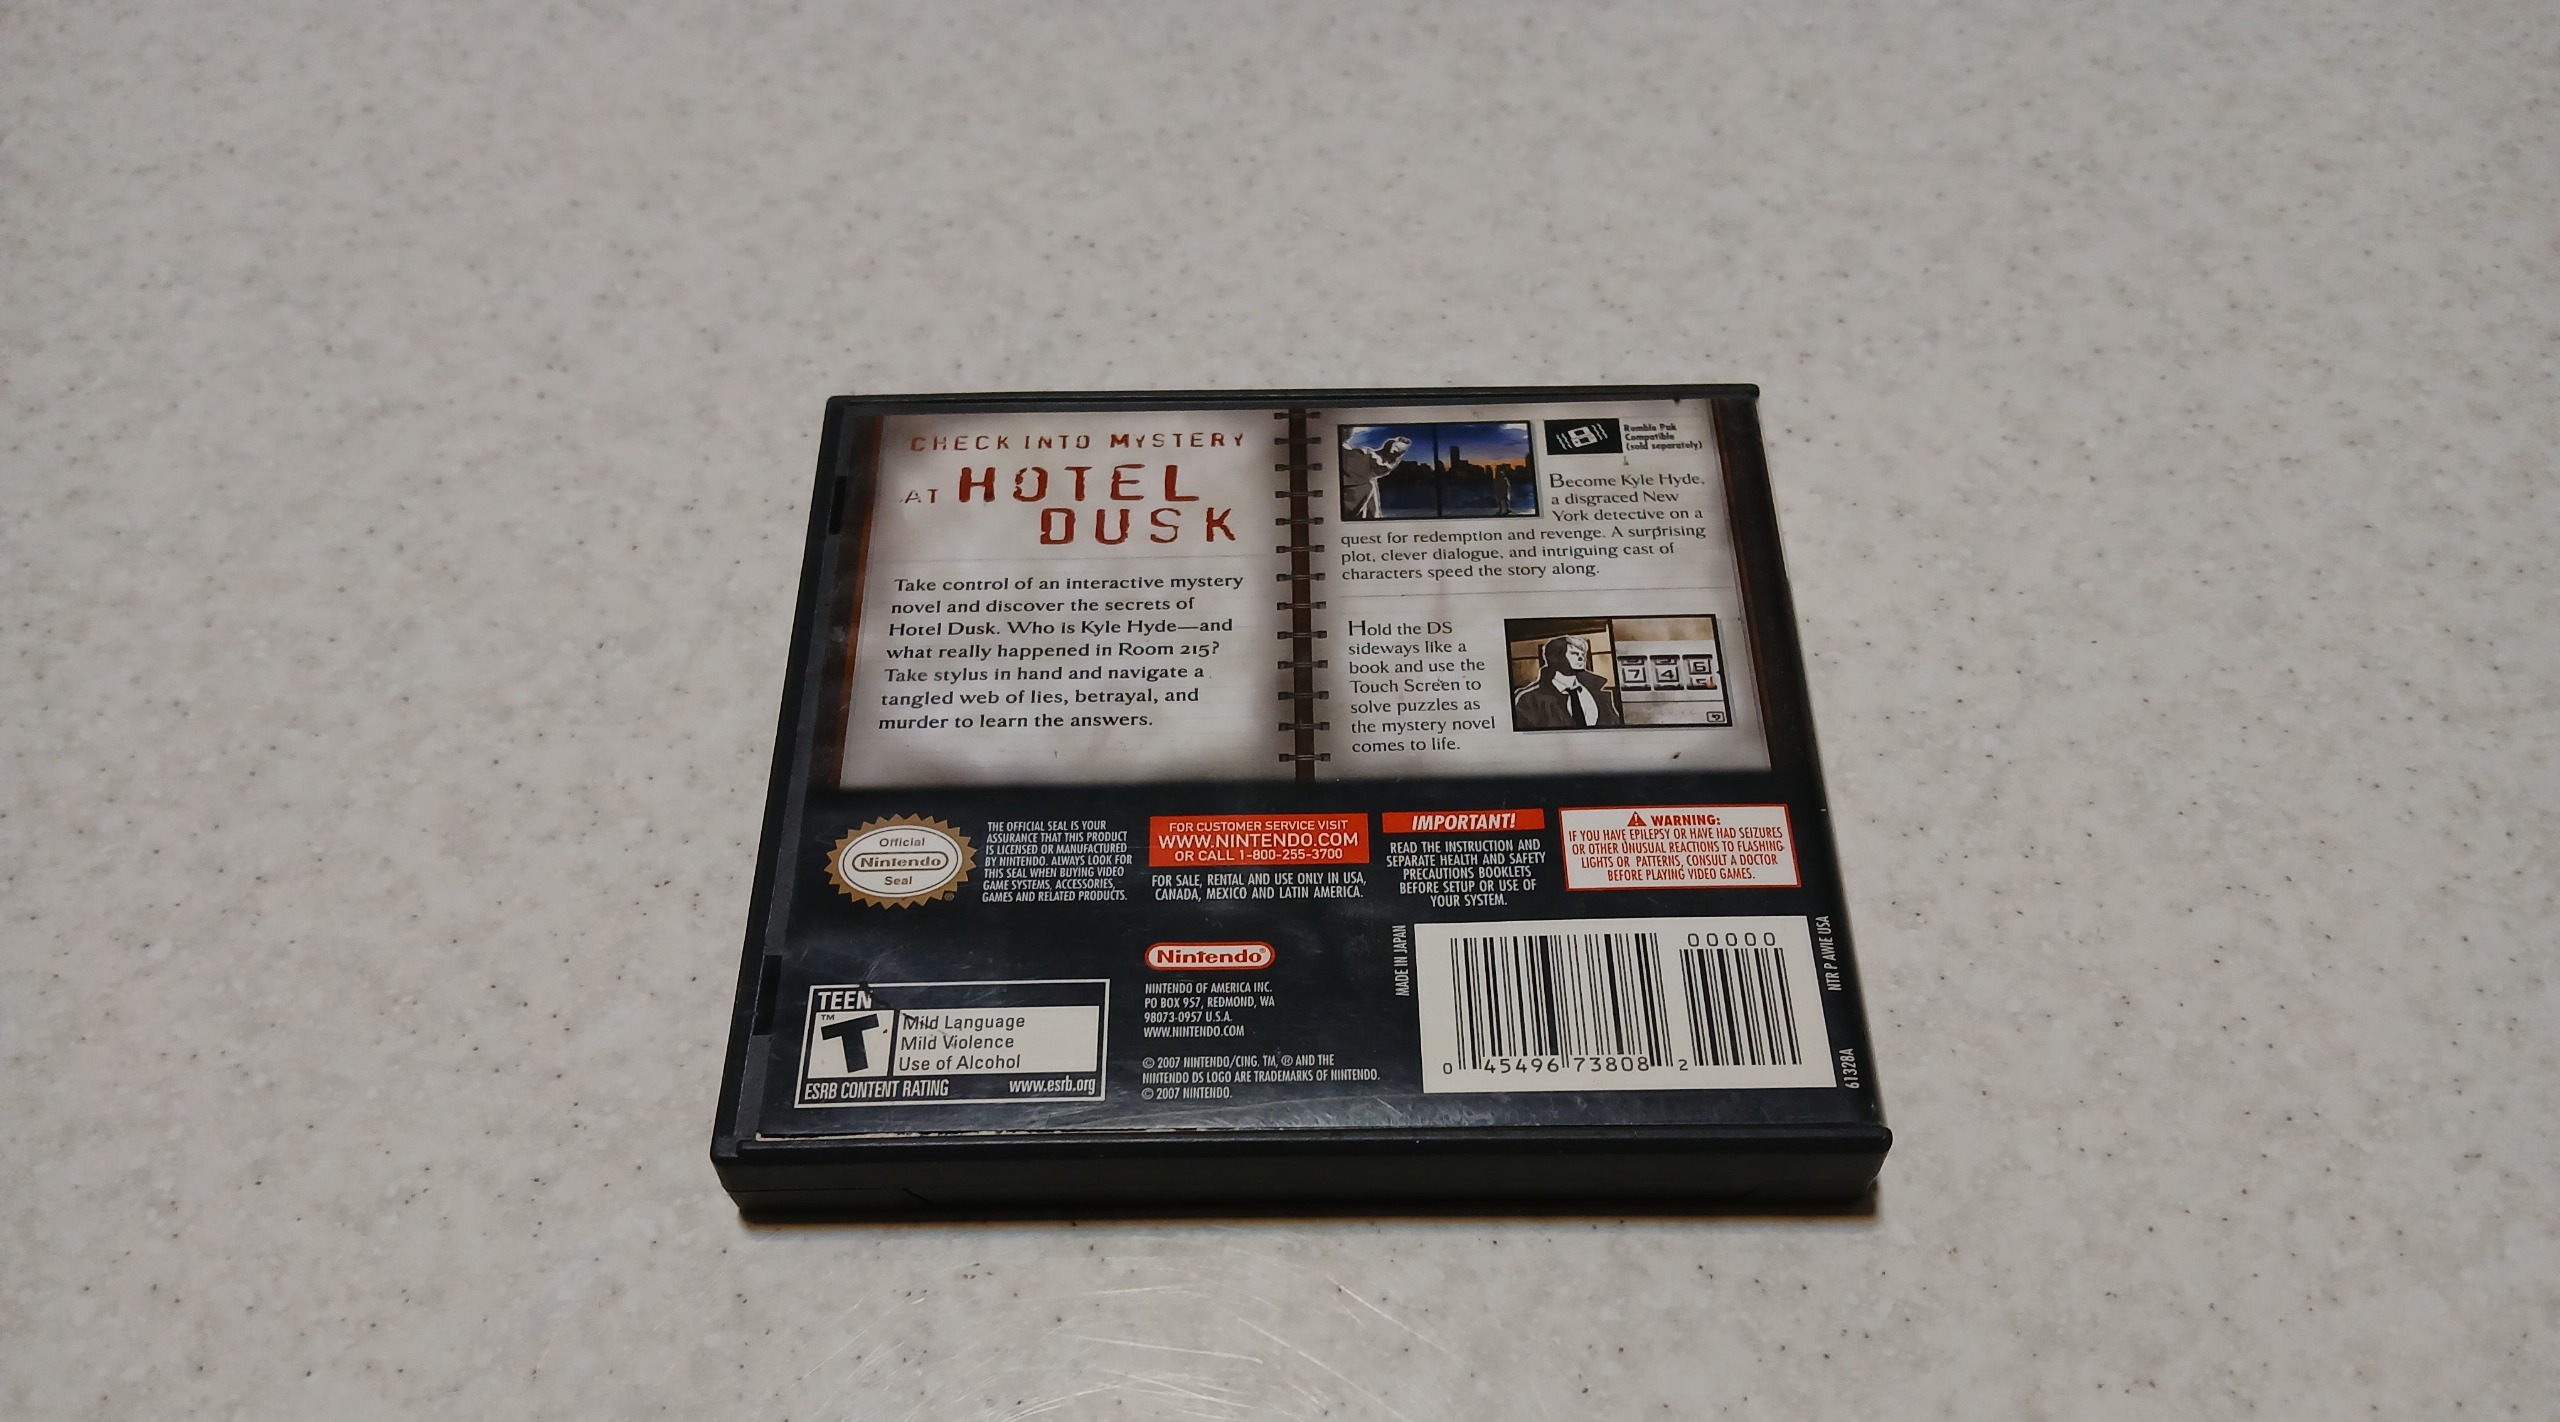 CHECK INTO MYSTERY
AT HOTEL
DUSK
Take control of an interactive mystery
novel and discover the secrets of
Hotel Dusk. Who is Kyle Hyde—and
what really happened in Room 215?
Take stylus in hand and navigate a
tangled web of lies, betrayal, and
murder to learn the answers.
Rumble Pak
Compatible
(sold separately)
Become Kyle Hyde,
a disgraced New
York detective on a
quest for redemption and revenge. A surprising
plot, clever dialogue, and intriguing cast of
characters speed the story along.
Hold the DS
sideways like a
book and use the
Touch Screen to
solve puzzles as
the mystery novel
comes to life.
7 4 6
Official
Nintendo
Seal
THE OFFICIAL SEAL IS YOUR
ASSURANCE THAT THIS PRODUCT
IS LICENSED OR MANUFACTURED
BY NINTENDO. ALWAYS LOOK FOR
THIS SEAL WHEN BUYING VIDEO
GAME SYSTEMS, ACCESSORIES,
GAMES AND RELATED PRODUCTS.
FOR CUSTOMER SERVICE VISIT
WWW.NINTENDO.COM
OR CALL 1-800-255-3700
FOR SALE, RENTAL AND USE ONLY IN USA,
CANADA, MEXICO AND LATIN AMERICA.
IMPORTANT!
READ THE INSTRUCTION AND
SEPARATE HEALTH AND SAFETY
PRECAUTIONS BOOKLETS
BEFORE SETUP OR USE OF
YOUR SYSTEM.
WARNING:
IF YOU HAVE EPILEPSY OR HAVE HAD SEIZURES
OR OTHER UNUSUAL REACTIONS TO FLASHING
LIGHTS OR PATTERNS, CONSULT A DOCTOR
BEFORE PLAYING VIDEO GAMES.
TEEN
T™
Mild Language
Mild Violence
Use of Alcohol
ESRB CONTENT RATING www.esrb.org
Nintendo®
NINTENDO OF AMERICA INC.
PO BOX 957, REDMOND, WA
98073-0957 U.S.A.
WWW.NINTENDO.COM
© 2007 NINTENDO/CING. TM, ® AND THE
NINTENDO DS LOGO ARE TRADEMARKS OF NINTENDO.
© 2007 NINTENDO.
MADE IN JAPAN
00000
0 45496 73808 2
NTR P AWIE USA
61328A